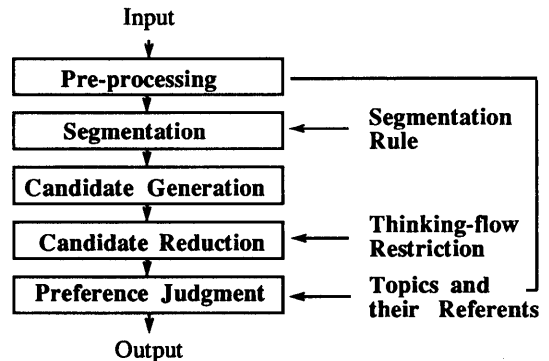 Input
Pre-processing
Segmentation
Segmentation
Rule
Candidate Generation
Candidate Reduction
Thinking-flow
Restriction
Preference Judgment
Topics and
their Referents
Output